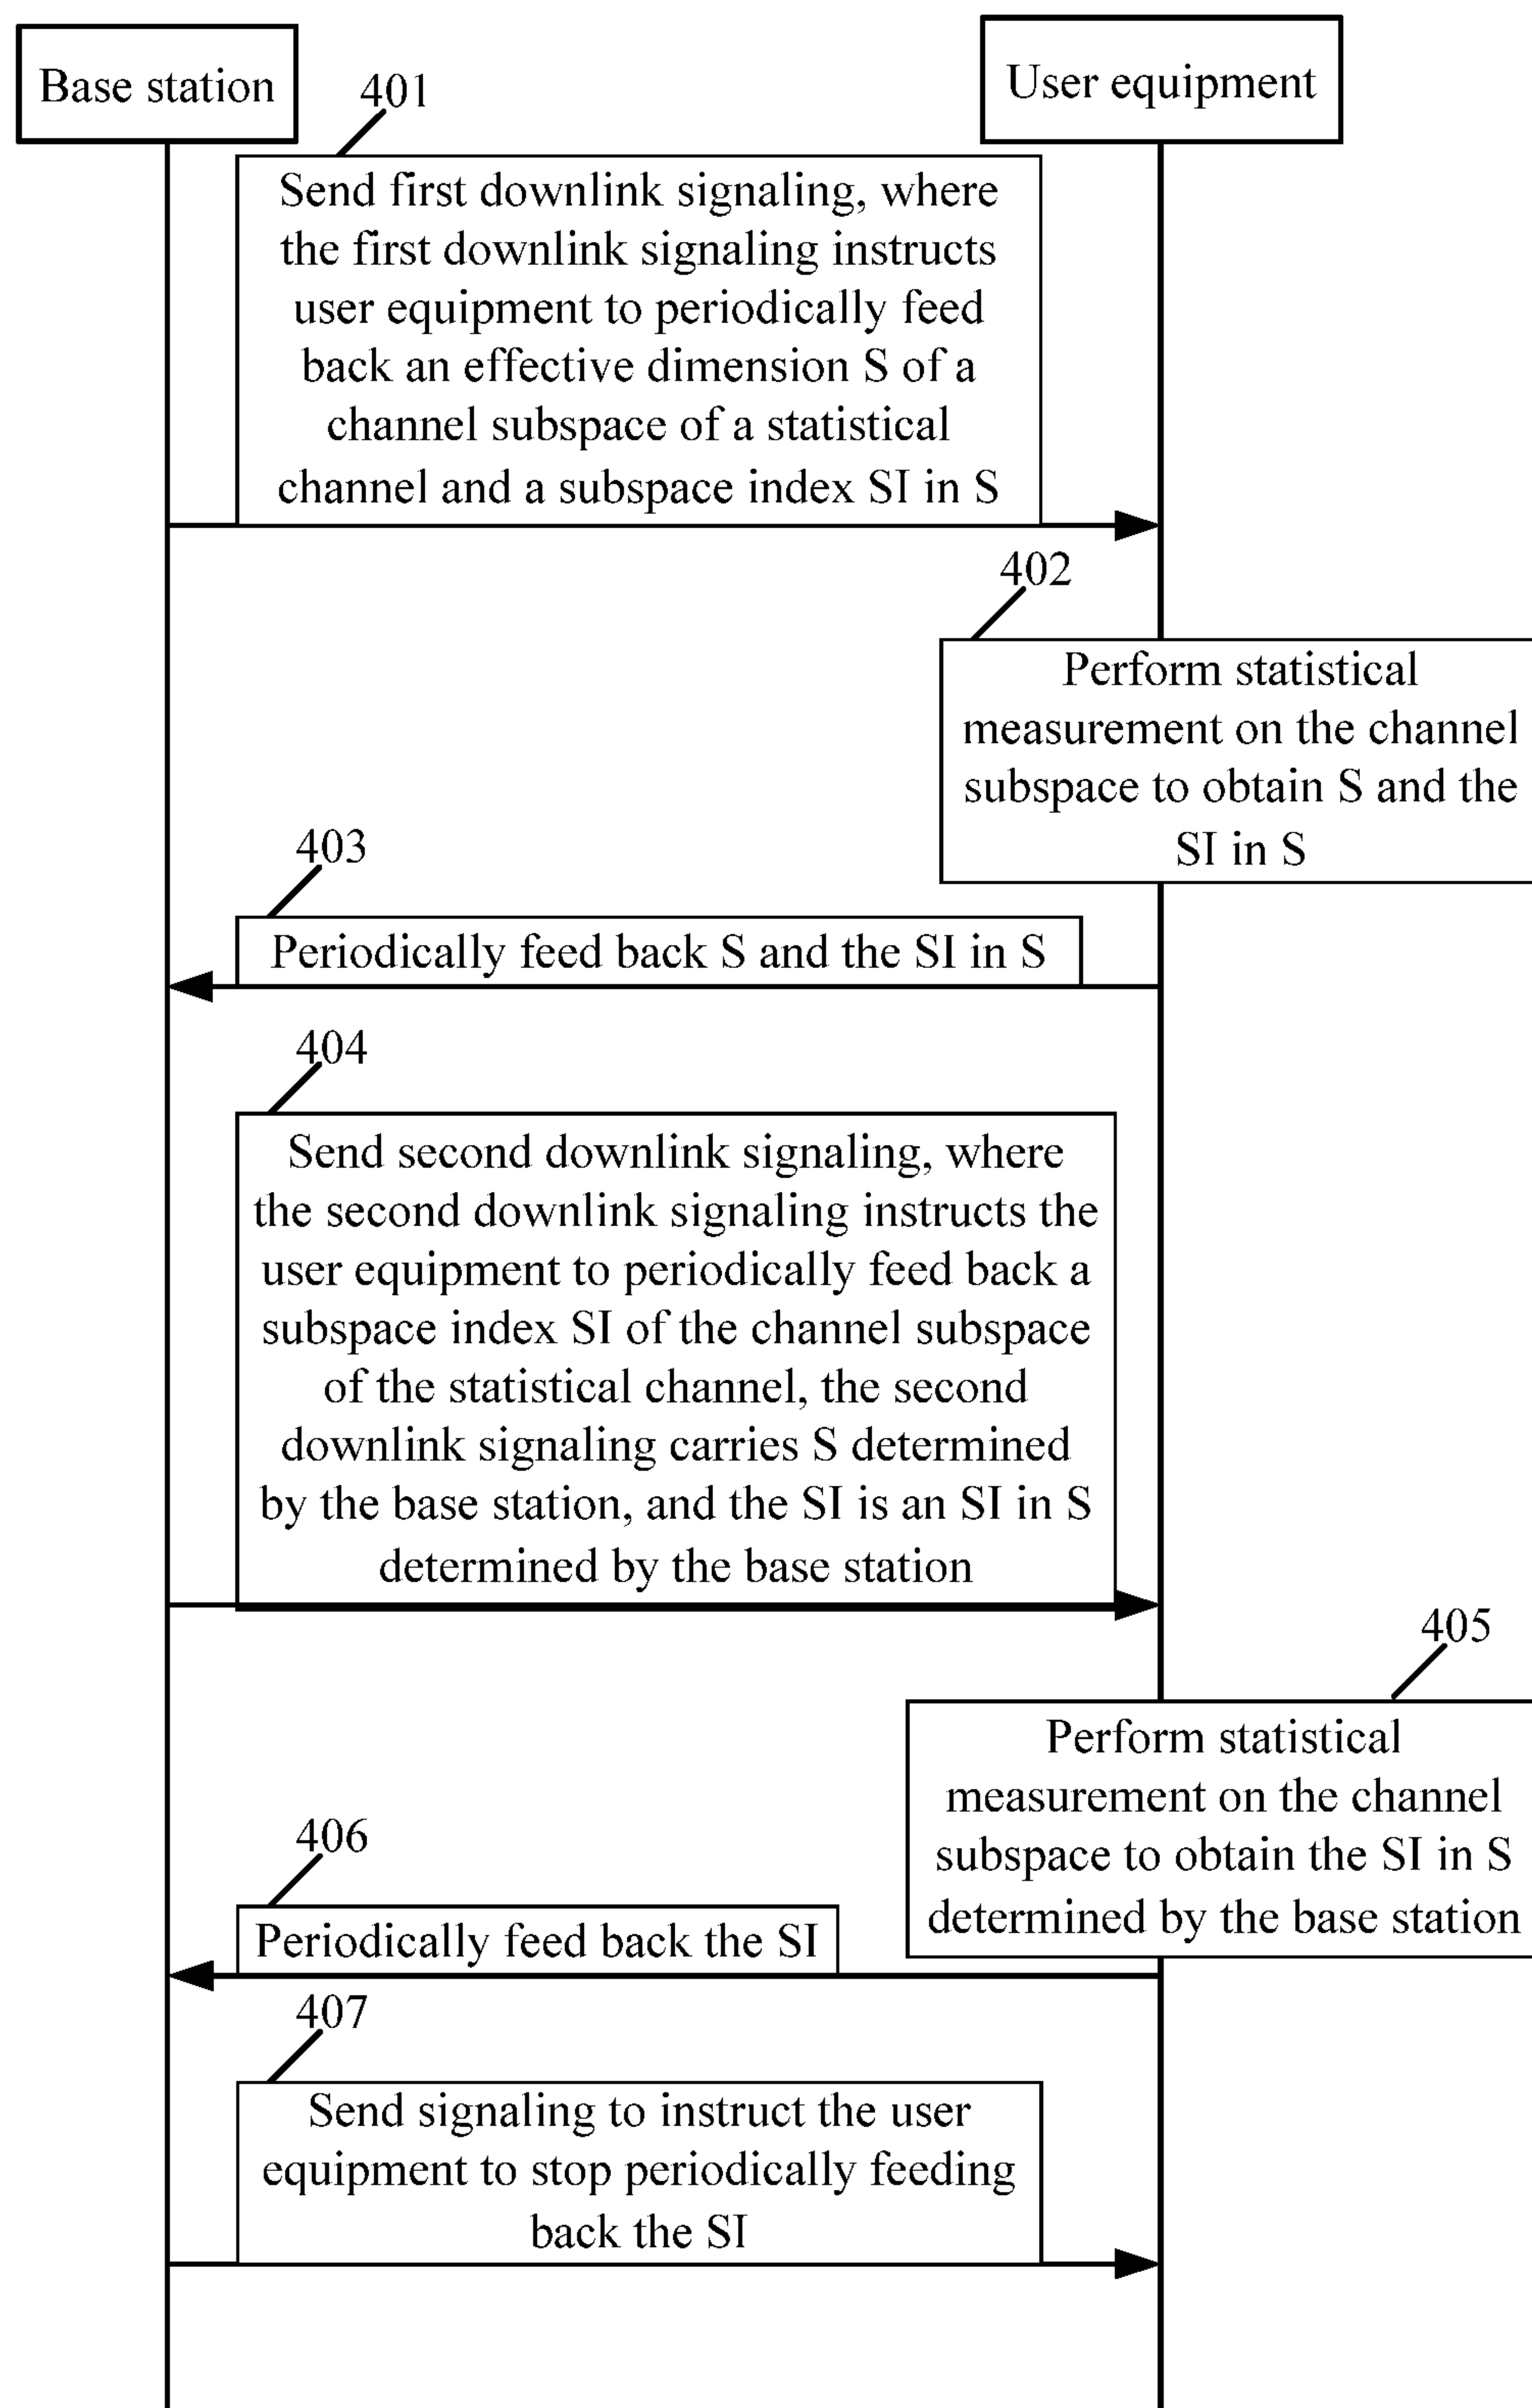 Base station
User equipment
401
Send first downlink signaling, where
the first downlink signaling instructs
user equipment to periodically feed
back an effective dimension S of a
channel subspace of a statistical
channel and a subspace index SI in S
402
Perform statistical
measurement on the channel
subspace to obtain S and the
SI in S
403
Periodically feed back S and the SI in S
404
Send second downlink signaling, where
the second downlink signaling instructs the
user equipment to periodically feed back a
subspace index SI of the channel subspace
of the statistical channel, the second
downlink signaling carries S determined
by the base station, and the SI is an SI in S
determined by the base station
405
Perform statistical
measurement on the channel
subspace to obtain the SI in S
determined by the base station
406
Periodically feed back the SI
407
Send signaling to instruct the user
equipment to stop periodically feeding
back the SI